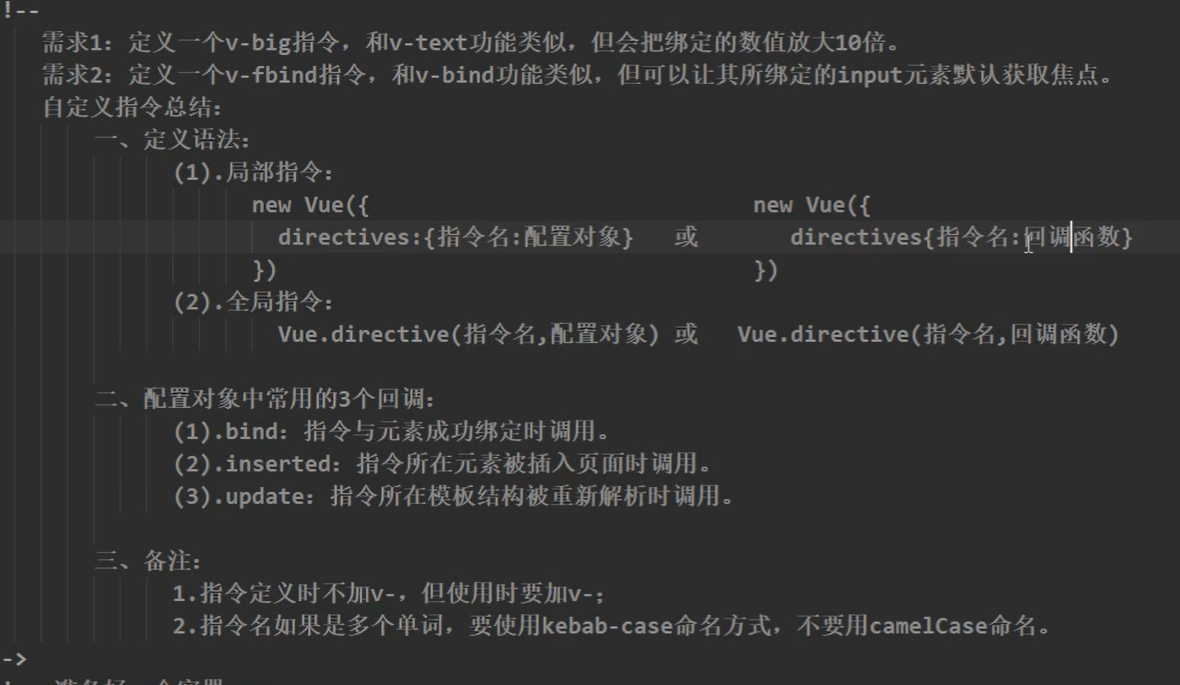 !--
需求1：定义一个v-big指令，和v-text功能类似，但会把绑定的数值放大10倍。
需求2：定义一个v-fbind指令，和v-bind功能类似，但可以让其所绑定的input元素默认获取焦点。
自定义指令总结：
一、定义语法：
(1).局部指令：
new Vue({ new Vue({
directives:{指令名:配置对象} 或 directives{指令名:回调函数}
}) })
(2).全局指令：
Vue.directive(指令名,配置对象) 或 Vue.directive(指令名,回调函数)
二、配置对象中常用的3个回调：
(1).bind：指令与元素成功绑定时调用。
(2).inserted：指令所在元素被插入页面时调用。
(3).update：指令所在模板结构被重新解析时调用。
三、备注：
1.指令定义时不加v-，但使用时要加v-；
2.指令名如果是多个单词，要使用kebab-case命名方式，不要用camelCase命名。
->